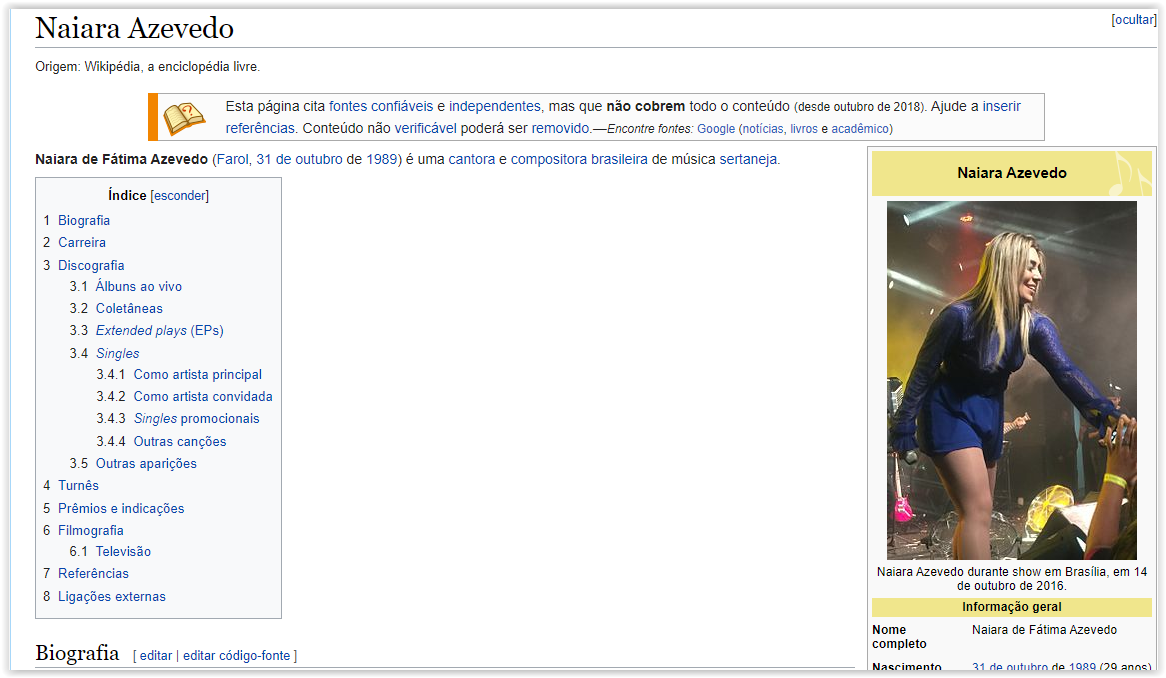 Naiara Azevedo
[ocultar]
Origem: Wikipédia, a enciclopédia livre.
Esta página cita fontes confiáveis e independentes, mas que não cobrem todo o conteúdo (desde outubro de 2018). Ajude a inserir
referências. Conteúdo não verificável poderá ser removido.—Encontre fontes: Google (notícias, livros e acadêmico)
Naiara de Fátima Azevedo (Farol, 31 de outubro de 1989) é uma cantora e compositora brasileira de música sertaneja.
Índice [esconder]
1 Biografia
2 Carreira
3 Discografia
3.1 Álbuns ao vivo
3.2 Coletâneas
3.3 Extended plays (EPs)
3.4 Singles
3.4.1 Como artista principal
3.4.2 Como artista convidada
3.4.3 Singles promocionais
3.4.4 Outras canções
3.5 Outras aparições
4 Turnês
5 Prêmios e indicações
6 Filmografia
6.1 Televisão
7 Referências
8 Ligações externas
Biografia [ editar | editar código-fonte ]
Naiara Azevedo
Naiara Azevedo durante show em Brasília, em 14
de outubro de 2016.
Informação geral
Nome Naiara de Fátima Azevedo
completo
Nascimento 31 de outubro de 1989 (29 anos)